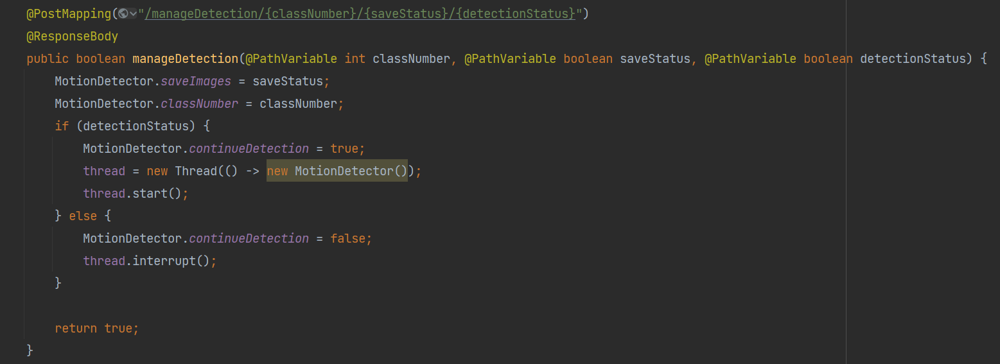 @PostMapping("/manageDetection/{classNumber}/{saveStatus}/{detectionStatus}")
@ResponseBody
public boolean manageDetection(@PathVariable int classNumber, @PathVariable boolean saveStatus, @PathVariable boolean detectionStatus) {
    MotionDetector.saveImages = saveStatus;
    MotionDetector.classNumber = classNumber;
    if (detectionStatus) {
        MotionDetector.continueDetection = true;
        thread = new Thread(() -> new MotionDetector());
        thread.start();
    } else {
        MotionDetector.continueDetection = false;
        thread.interrupt();
    }

    return true;
}